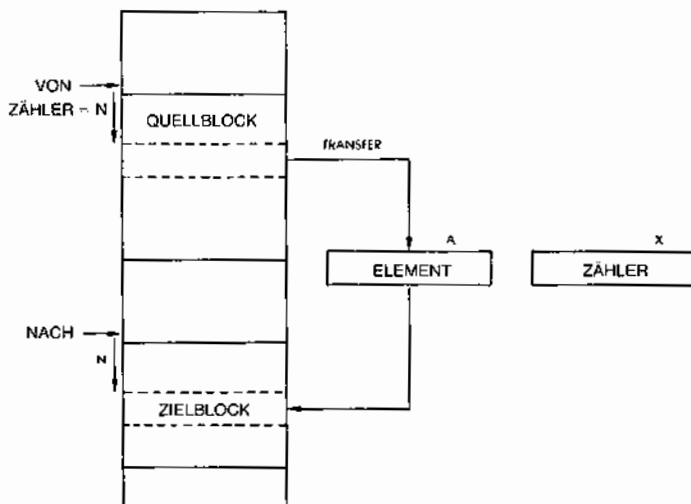 VON
ZÄHLER - N
QUELLBLOCK
TRANSFER
A
X
ELEMENT
ZÄHLER
NACH
N
ZIELBLOCK